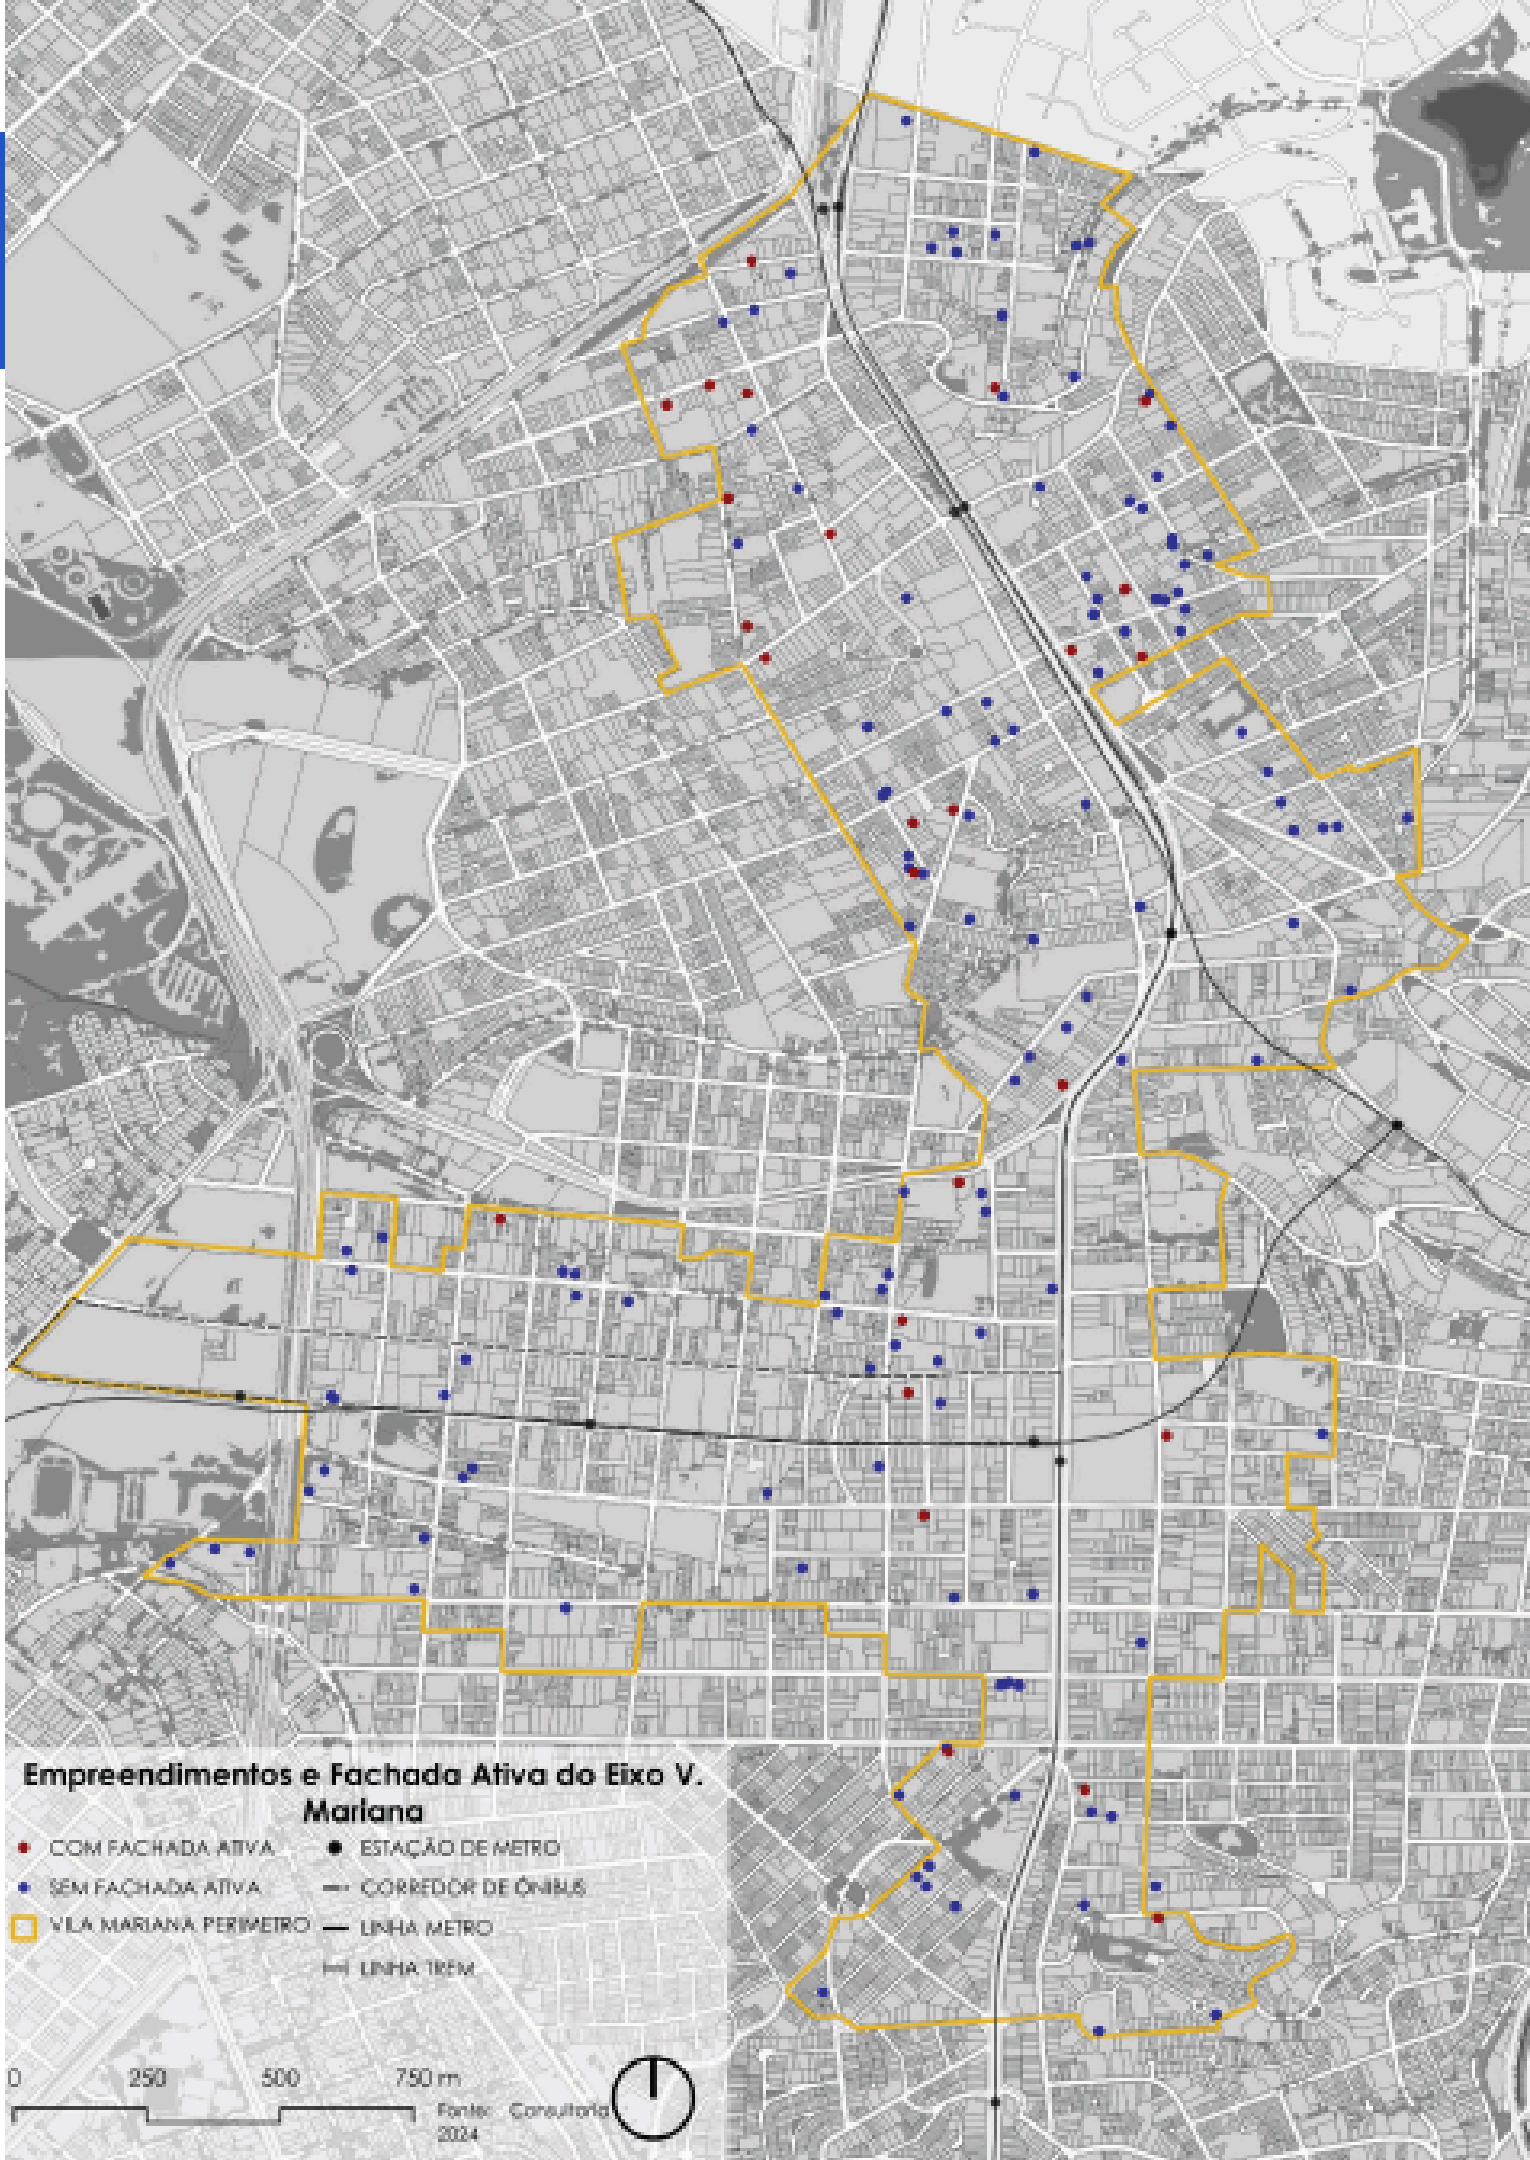 Empreendimentos e Fachada Ativa do Eixo V.
Mariana
COM FACHADA ATIVA
ESTAÇÃO DE METRO
SEM FACHADA ATIVA
CORREDOR DE ÔNIBUS
VILA MARIANA PERIMETRO
LINHA METRO
LINHA TREM
0 250 500 750 m
Fonte: Consultoria
2024